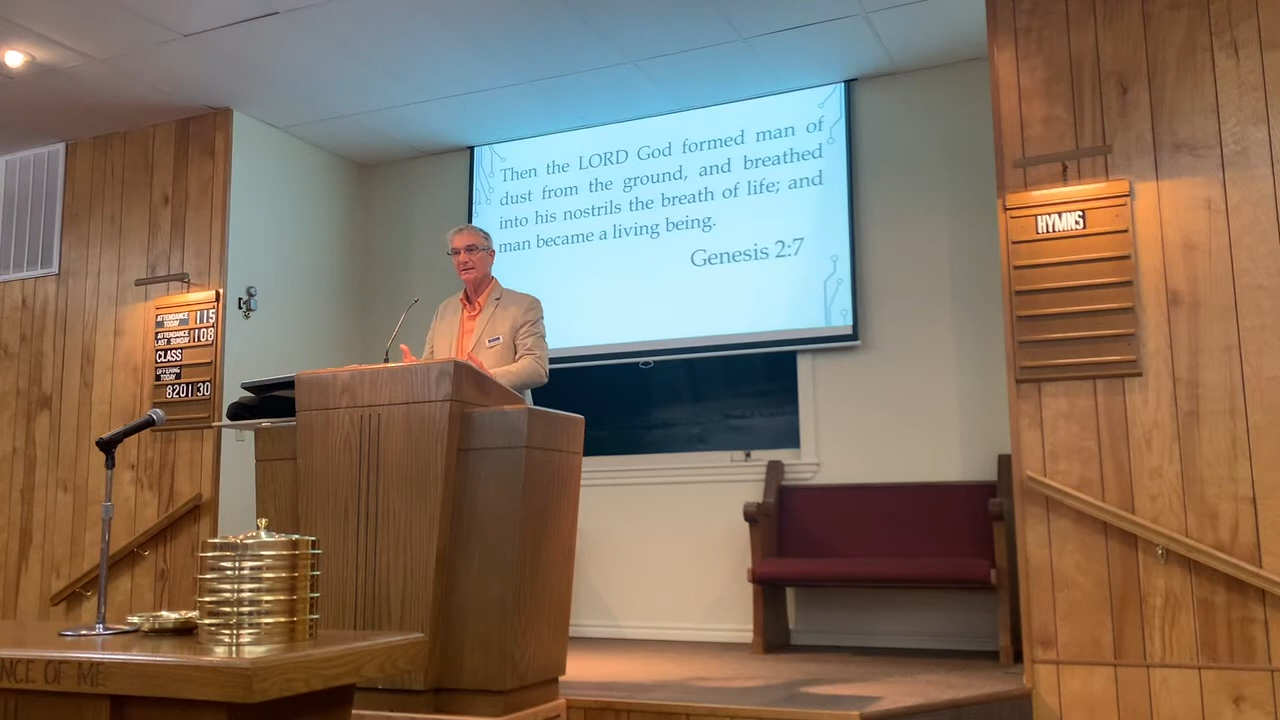 Then the LORD God formed man of
dust from the ground, and breathed
into his nostrils the breath of life; and
man became a living being.
Genesis 2:7
HYMNS
ATTENDANCE
TODAY 115
ATTENDANCE
LAST SUNDAY 108
CLASS
OFFERING
TODAY
8201 30
NCE OF ME